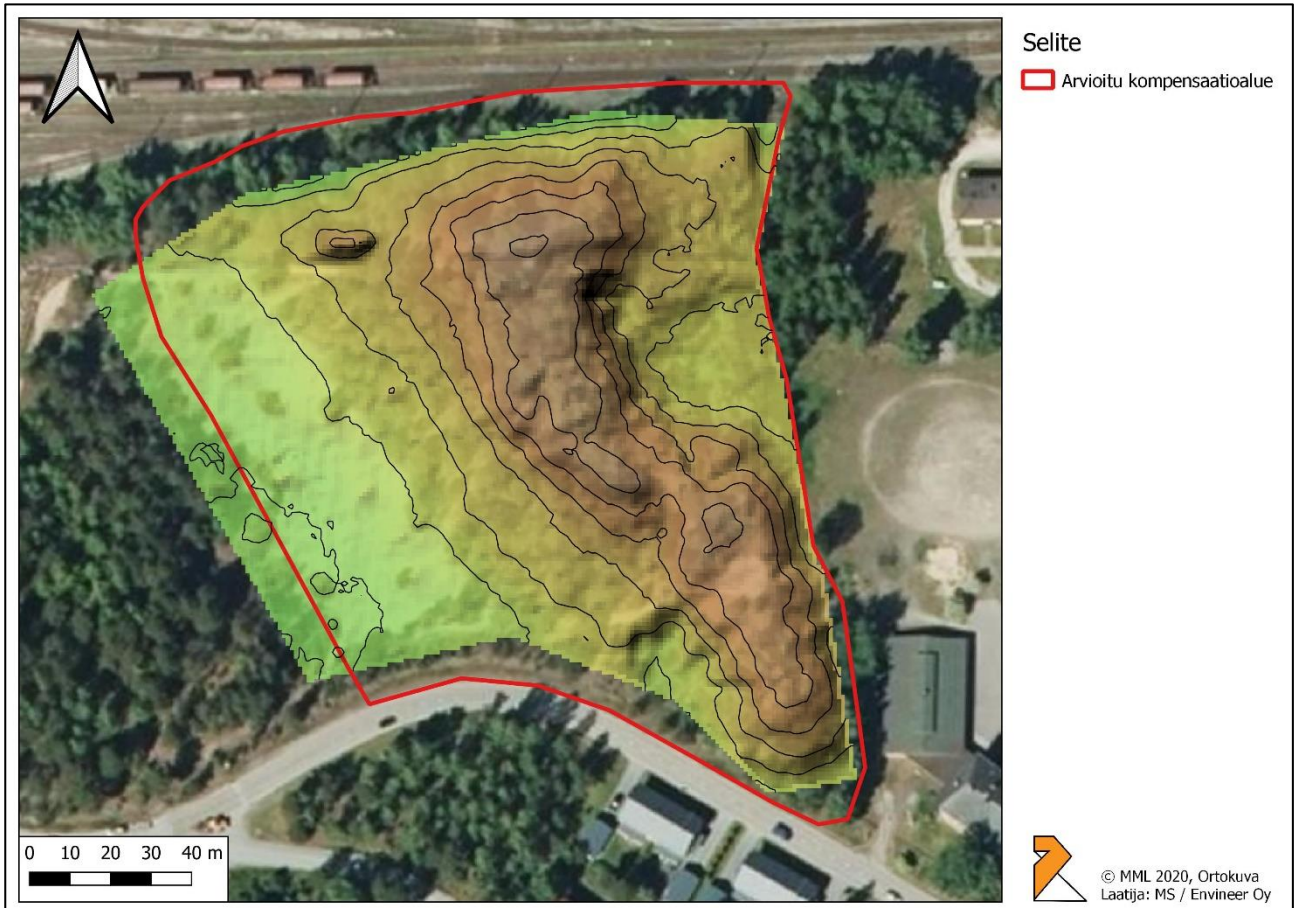 Selite
Arvioitu kompensaatioalue
0 10 20 30 40 m
© MML 2020, Ortokuva
Laatija: MS / Envineer Oy